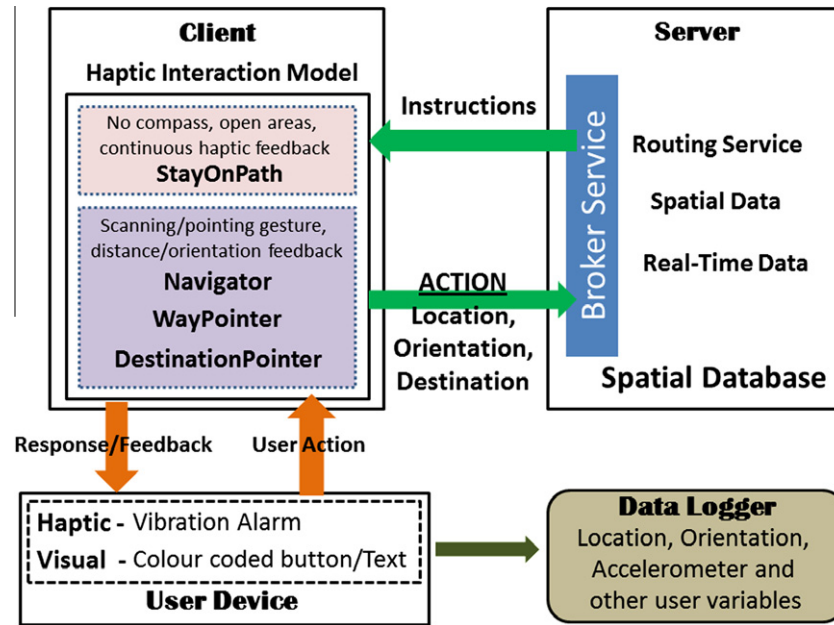 Client
Haptic Interaction Model
No compass, open areas,
continuous haptic feedback
StayOnPath
Scanning/pointing gesture,
distance/orientation feedback
Navigator
WayPointer
DestinationPointer
Instructions
ACTION
Location,
Orientation,
Destination
Server
Broker Service
Routing Service
Spatial Data
Real-Time Data
Spatial Database
Response/Feedback
User Action
Haptic - Vibration Alarm
Visual - Colour coded button/Text
User Device
Data Logger
Location, Orientation,
Accelerometer and
other user variables